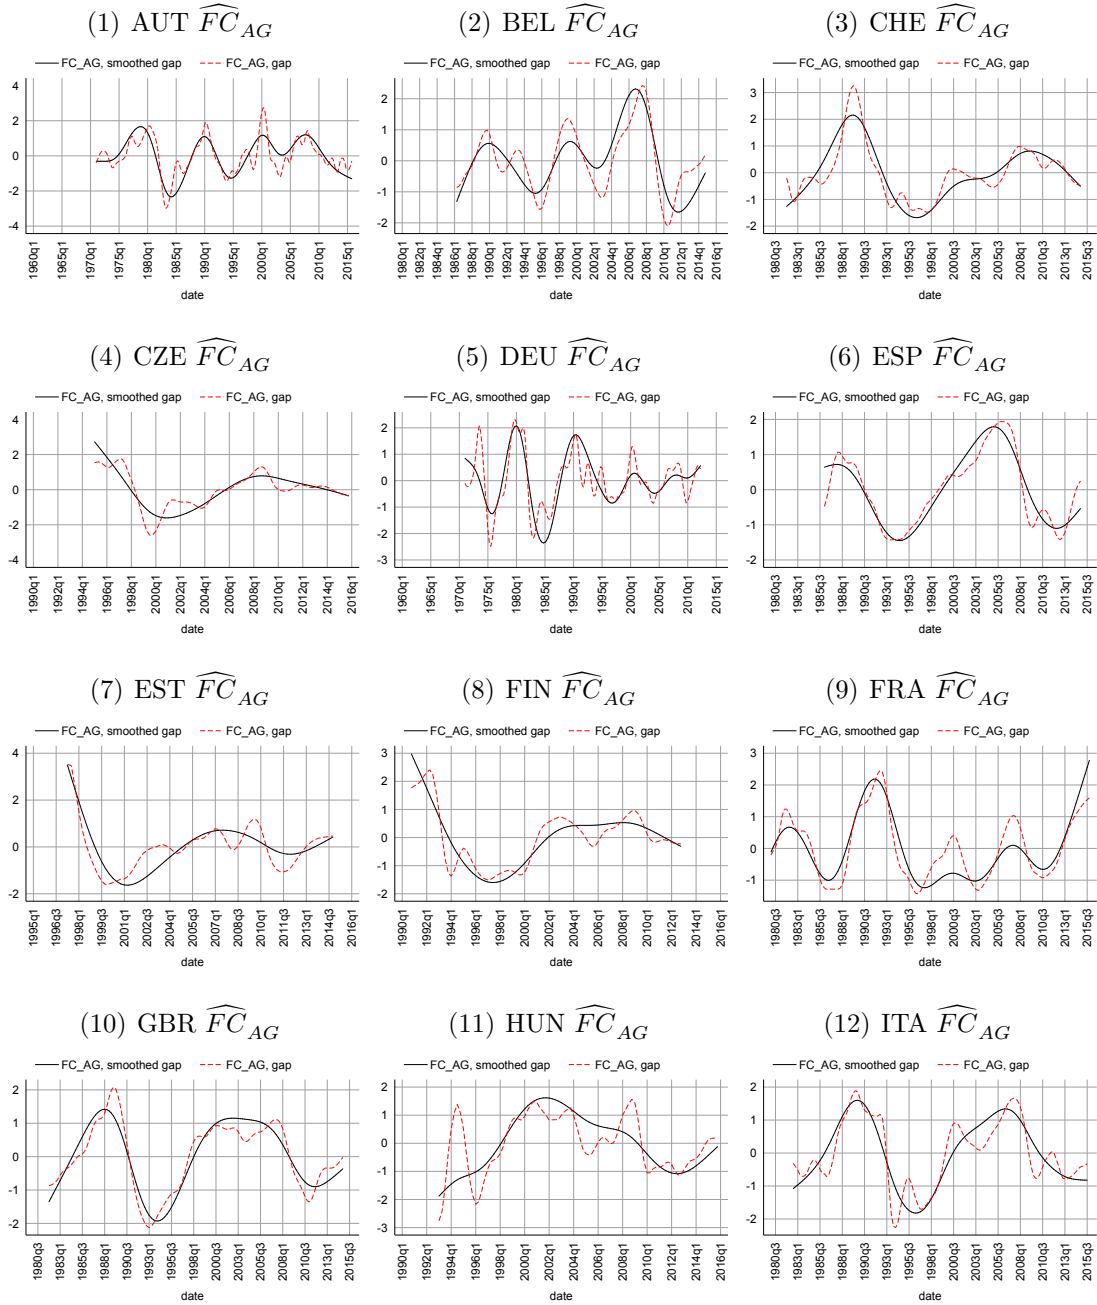 (1) AUT FC_AG
(2) BEL FC_AG
(3) CHE FC_AG
FC_AG, smoothed gap FC_AG, gap
FC_AG, smoothed gap FC_AG, gap
FC_AG, smoothed gap FC_AG, gap
4
2
0
-2
-4
1960q1 1965q1 1970q1 1975q1 1980q1 1985q1 1990q1 1995q1 2000q1 2005q1 2010q1 2015q1
date
2
1
0
-1
-2
1980q1 1982q1 1984q1 1986q1 1988q1 1990q1 1992q1 1994q1 1996q1 1998q1 2000q1 2002q1 2004q1 2006q1 2008q1 2010q1 2012q1 2014q1 2016q1
date
3
2
1
0
-1
-2
1980q3 1983q1 1985q3 1988q1 1990q3 1993q1 1995q3 1998q1 2000q3 2003q1 2005q3 2008q1 2010q3 2013q1 2015q3
date
(4) CZE FC_AG
(5) DEU FC_AG
(6) ESP FC_AG
FC_AG, smoothed gap FC_AG, gap
FC_AG, smoothed gap FC_AG, gap
FC_AG, smoothed gap FC_AG, gap
4
2
0
-2
-4
1990q1 1992q1 1994q1 1996q1 1998q1 2000q1 2002q1 2004q1 2006q1 2008q1 2010q1 2012q1 2014q1 2016q1
date
2
1
0
-1
-2
-3
1960q1 1965q1 1970q1 1975q1 1980q1 1985q1 1990q1 1995q1 2000q1 2005q1 2010q1 2015q1
date
2
1
0
-1
-2
1980q3 1983q1 1985q3 1988q1 1990q3 1993q1 1995q3 1998q1 2000q3 2003q1 2005q3 2008q1 2010q3 2013q1 2015q3
date
(7) EST FC_AG
(8) FIN FC_AG
(9) FRA FC_AG
FC_AG, smoothed gap FC_AG, gap
FC_AG, smoothed gap FC_AG, gap
FC_AG, smoothed gap FC_AG, gap
4
2
0
-2
1995q1 1996q3 1998q1 1999q3 2001q1 2002q3 2004q1 2005q3 2007q1 2008q3 2010q1 2011q3 2013q1 2014q3 2016q1
date
3
2
1
0
-1
-2
1990q1 1992q1 1994q1 1996q1 1998q1 2000q1 2002q1 2004q1 2006q1 2008q1 2010q1 2012q1 2014q1 2016q1
date
3
2
1
0
-1
1980q3 1983q1 1985q3 1988q1 1990q3 1993q1 1995q3 1998q1 2000q3 2003q1 2005q3 2008q1 2010q3 2013q1 2015q3
date
(10) GBR FC_AG
(11) HUN FC_AG
(12) ITA FC_AG
FC_AG, smoothed gap FC_AG, gap
FC_AG, smoothed gap FC_AG, gap
FC_AG, smoothed gap FC_AG, gap
2
1
0
-1
-2
1980q3 1983q1 1985q3 1988q1 1990q3 1993q1 1995q3 1998q1 2000q3 2003q1 2005q3 2008q1 2010q3 2013q1 2015q3
date
2
1
0
-1
-2
-3
1990q1 1992q1 1994q1 1996q1 1998q1 2000q1 2002q1 2004q1 2006q1 2008q1 2010q1 2012q1 2014q1 2016q1
date
2
1
0
-1
-2
1980q3 1983q1 1985q3 1988q1 1990q3 1993q1 1995q3 1998q1 2000q3 2003q1 2005q3 2008q1 2010q3 2013q1 2015q3
date